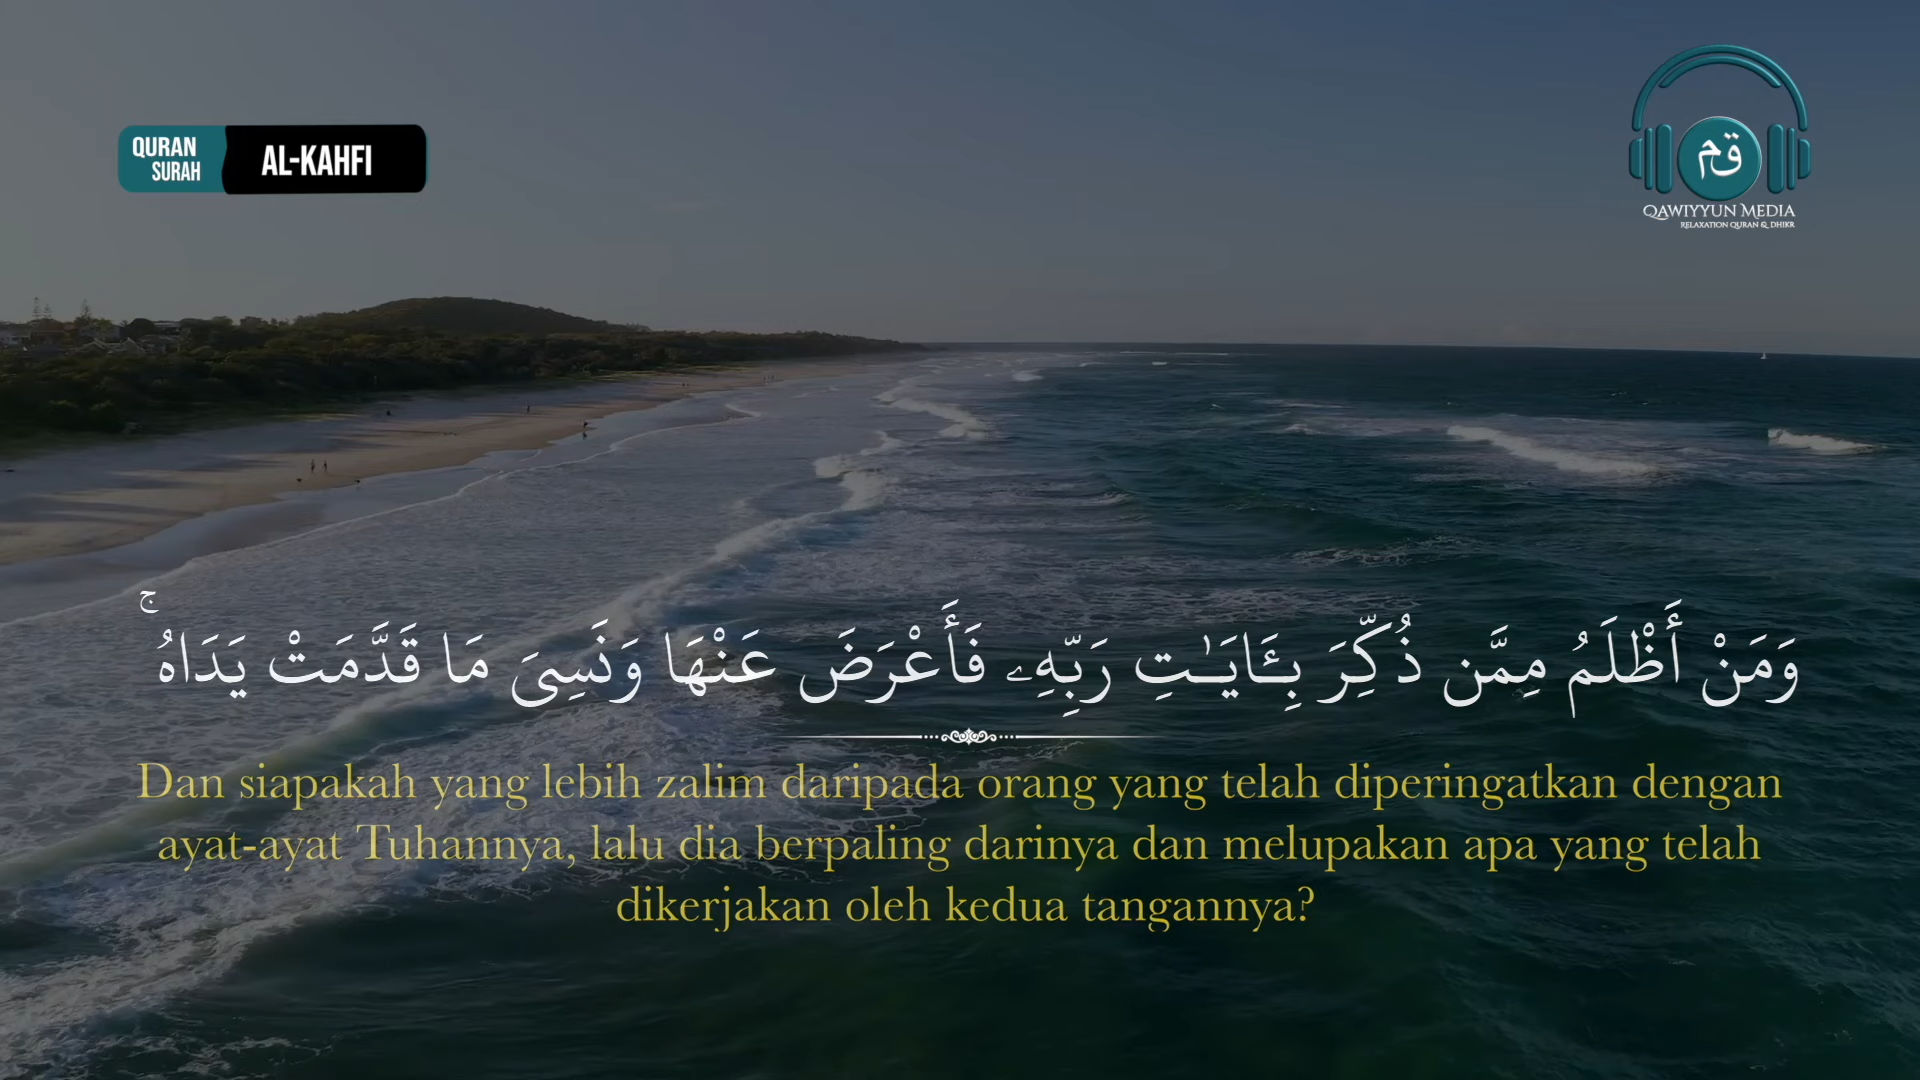 QURAN
SURAH
AL-KAHFI
قم
QAWIYYUN MEDIA
RELAXATION QURAN & DHIKR
وَمَنْ أَظْلَمُ مِمَّن ذُكِّرَ بِـَٔايَـٰتِ رَبِّهِۦ فَأَعْرَضَ عَنْهَا وَنَسِىَ مَا قَدَّمَتْ يَدَاهُ ۚ
Dan siapakah yang lebih zalim daripada orang yang telah diperingatkan dengan
ayat-ayat Tuhannya, lalu dia berpaling darinya dan melupakan apa yang telah
dikerjakan oleh kedua tangannya?